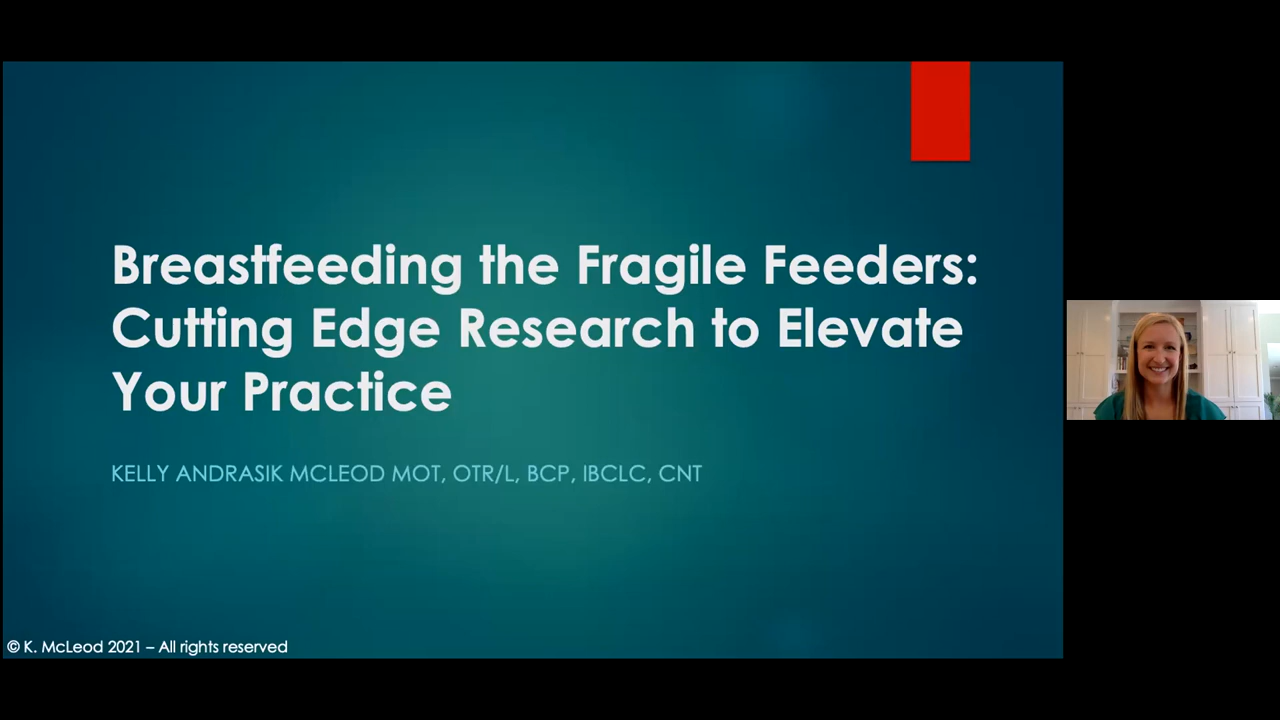 Breastfeeding the Fragile Feeders:
Cutting Edge Research to Elevate
Your Practice
KELLY ANDRASIK MCLEOD MOT, OTR/L, BCP, IBCLC, CNT
© K. McLeod 2021 – All rights reserved